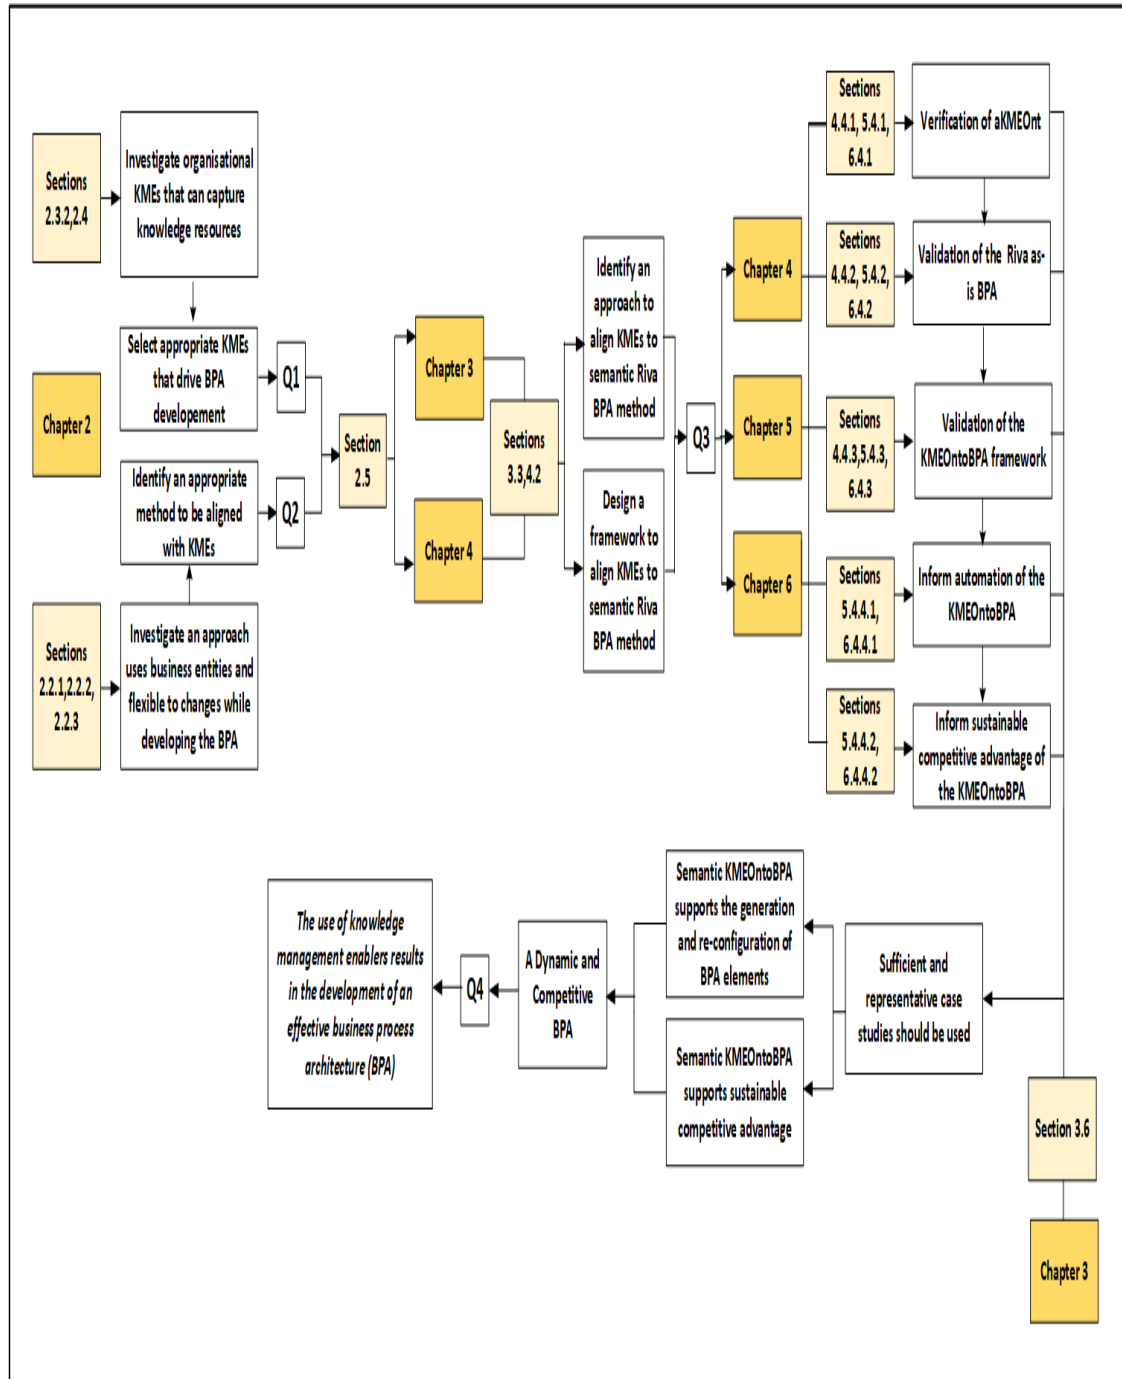 Sections
2.3.2,2.4
Investigate organisational
KMEs that can capture
knowledge resources
Select appropriate KMEs
that drive BPA
developement
Q1
Chapter 2
Identify an appropriate
method to be aligned
with KMEs
Q2
Sections
2.2.1,2.2.2,
2.2.3
Investigate an approach
uses business entities and
flexible to changes while
developing the BPA
Section
2.5
Chapter 3
Chapter 4
Sections
3.3,4.2
Identify an
approach to
align KMEs to
semantic Riva
BPA method
Design a
framework to
align KMEs to
semantic Riva
BPA method
Q3
Chapter 4
Chapter 5
Chapter 6
Sections
4.4.1, 5.4.1,
6.4.1
Verification of aKMEOnt
Sections
4.4.2, 5.4.2,
6.4.2
Validation of the Riva as-
is BPA
Sections
4.4.3,5.4.3,
6.4.3
Validation of the
KMEOntoBPA framework
Sections
5.4.4.1,
6.4.4.1
Inform automation of the
KMEOntoBPA
Sections
5.4.4.2,
6.4.4.2
Inform sustainable
competitive advantage of
the KMEOntoBPA
The use of knowledge
management enablers results
in the development of an
effective business process
architecture (BPA)
Q4
A Dynamic and
Competitive
BPA
Semantic KMEOntoBPA
supports the generation
and re-configuration of
BPA elements
Semantic KMEOntoBPA
supports sustainable
competitive advantage
Sufficient and
representative case
studies should be used
Section 3.6
Chapter 3